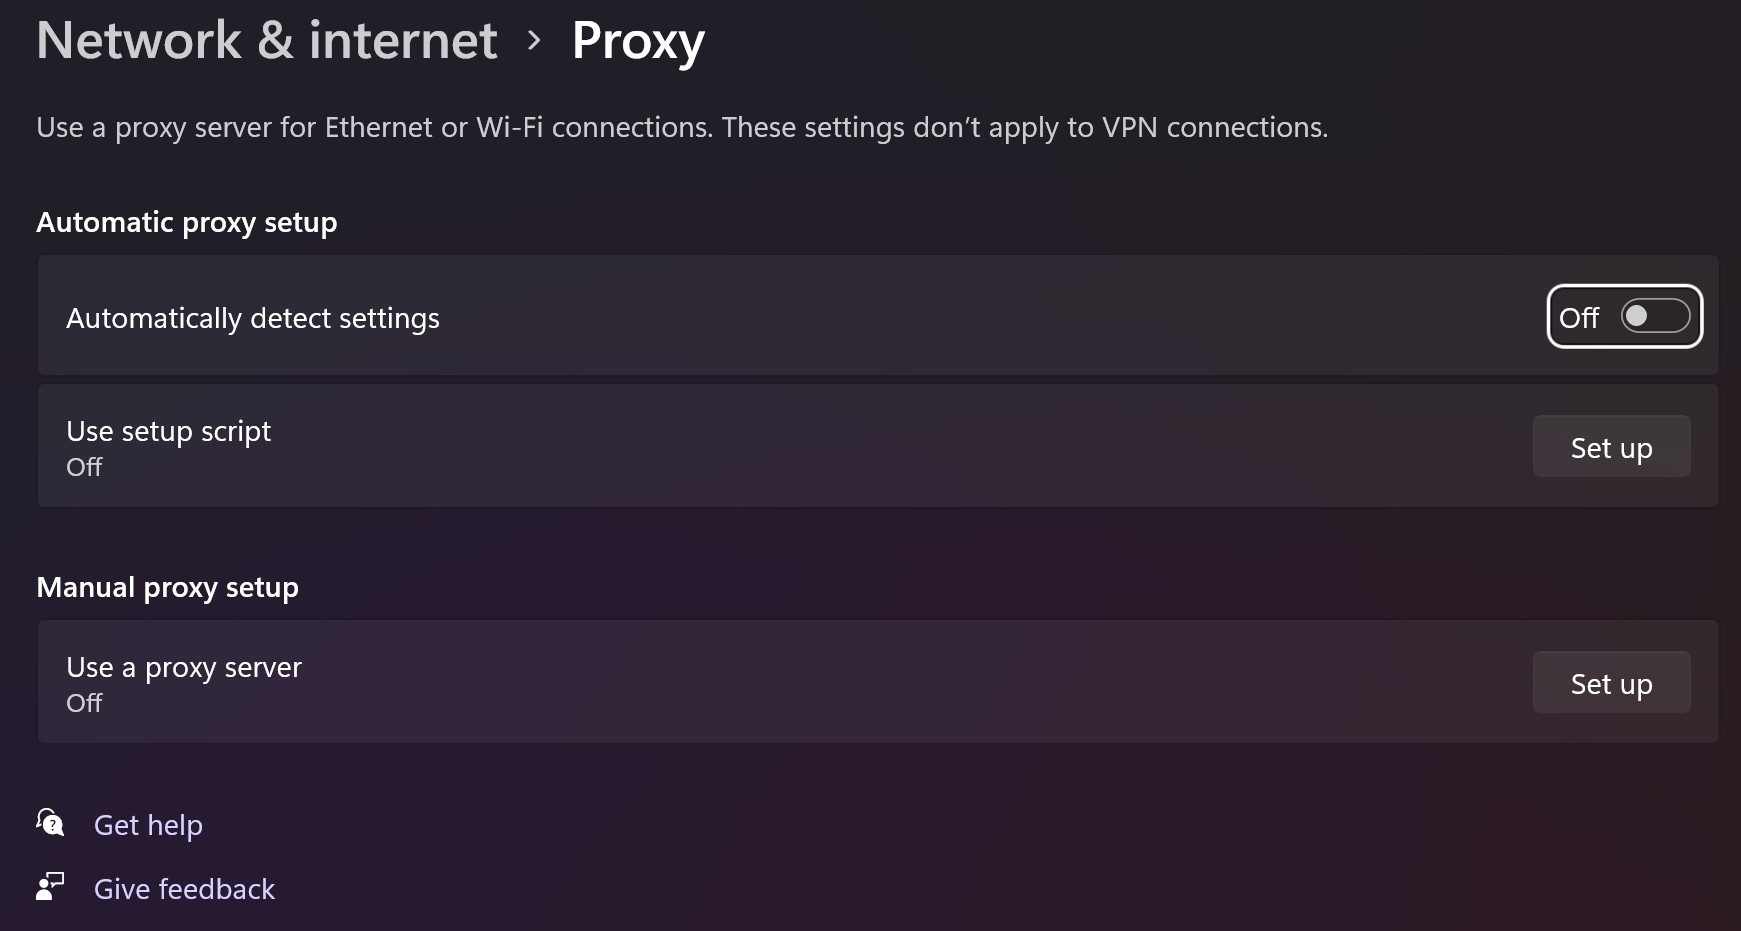 Network & internet › Proxy
Use a proxy server for Ethernet or Wi-Fi connections. These settings don’t apply to VPN connections.
Automatic proxy setup
Automatically detect settings Off
Use setup script
Off
Set up
Manual proxy setup
Use a proxy server
Off
Set up
Get help
Give feedback